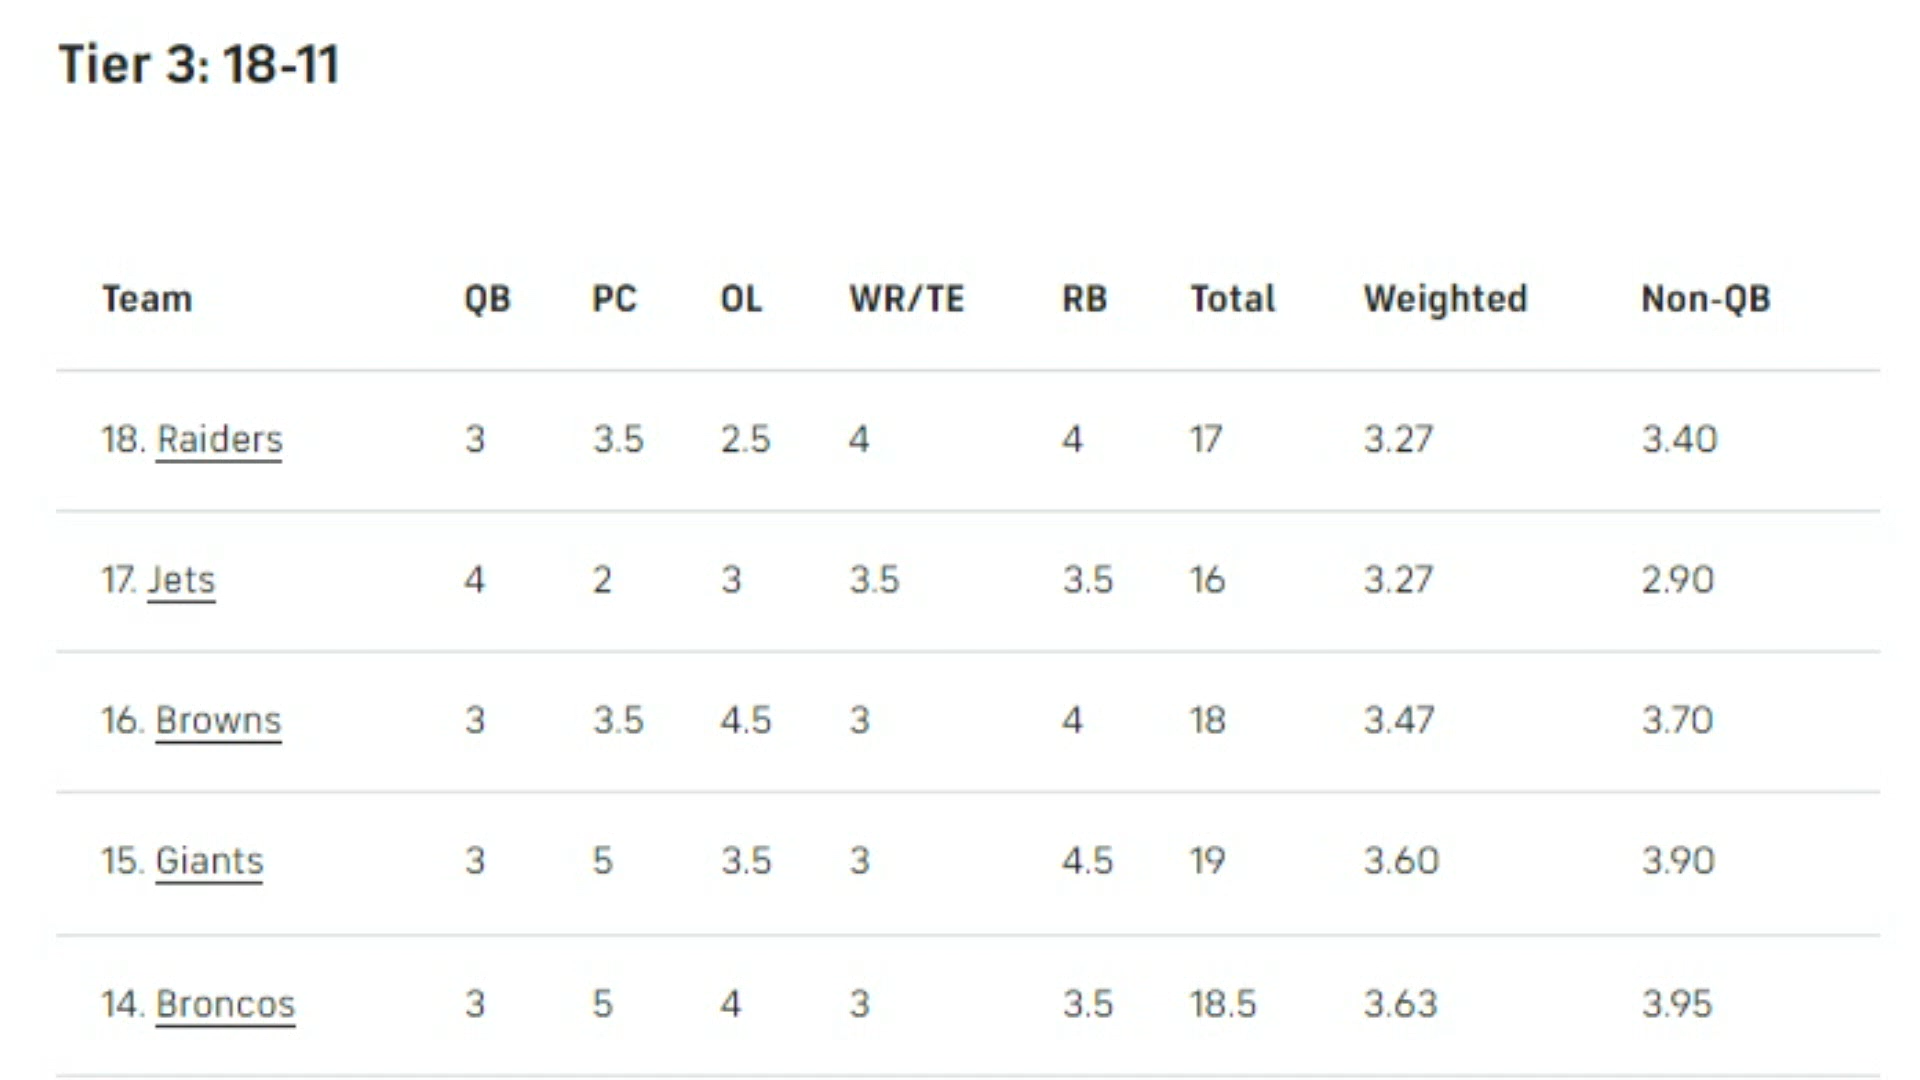 Tier 3: 18-11
Team QB PC OL WR/TE RB Total Weighted Non-QB
18. Raiders 3 3.5 2.5 4 4 17 3.27 3.40
17. Jets 4 2 3 3.5 3.5 16 3.27 2.90
16. Browns 3 3.5 4.5 3 4 18 3.47 3.70
15. Giants 3 5 3.5 3 4.5 19 3.60 3.90
14. Broncos 3 5 4 3 3.5 18.5 3.63 3.95